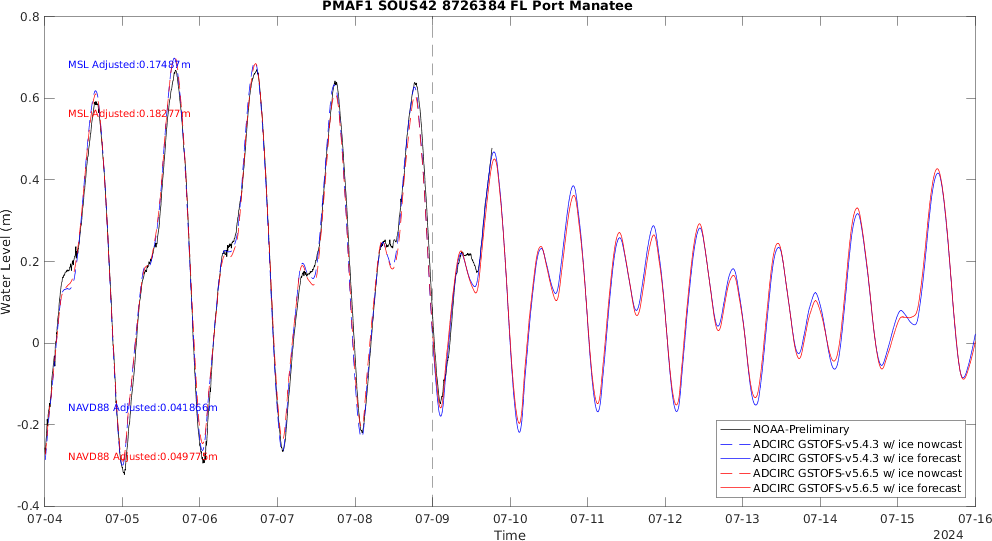 PMAF1 SOUS42 8726384 FL Port Manatee
0.8
0.6
0.4
0.2
0
-0.2
-0.4
Water Level (m)
MSL Adjusted:0.17487m
MSL Adjusted:0.18277m
NAVD88 Adjusted:0.041866m
NAVD88 Adjusted:
NOAA-Preliminary
ADCIRC GSTOFS-v5.4.3 w/ ice nowcast
ADCIRC GSTOFS-v5.4.3 w/ ice forecast
ADCIRC GSTOFS-v5.6.5 w/ ice nowcast
ADCIRC GSTOFS-v5.6.5 w/ ice forecast
07-04 07-05 07-06 07-07 07-08 07-09 07-10 07-11 07-12 07-13 07-14 07-15 07-16
Time
2024